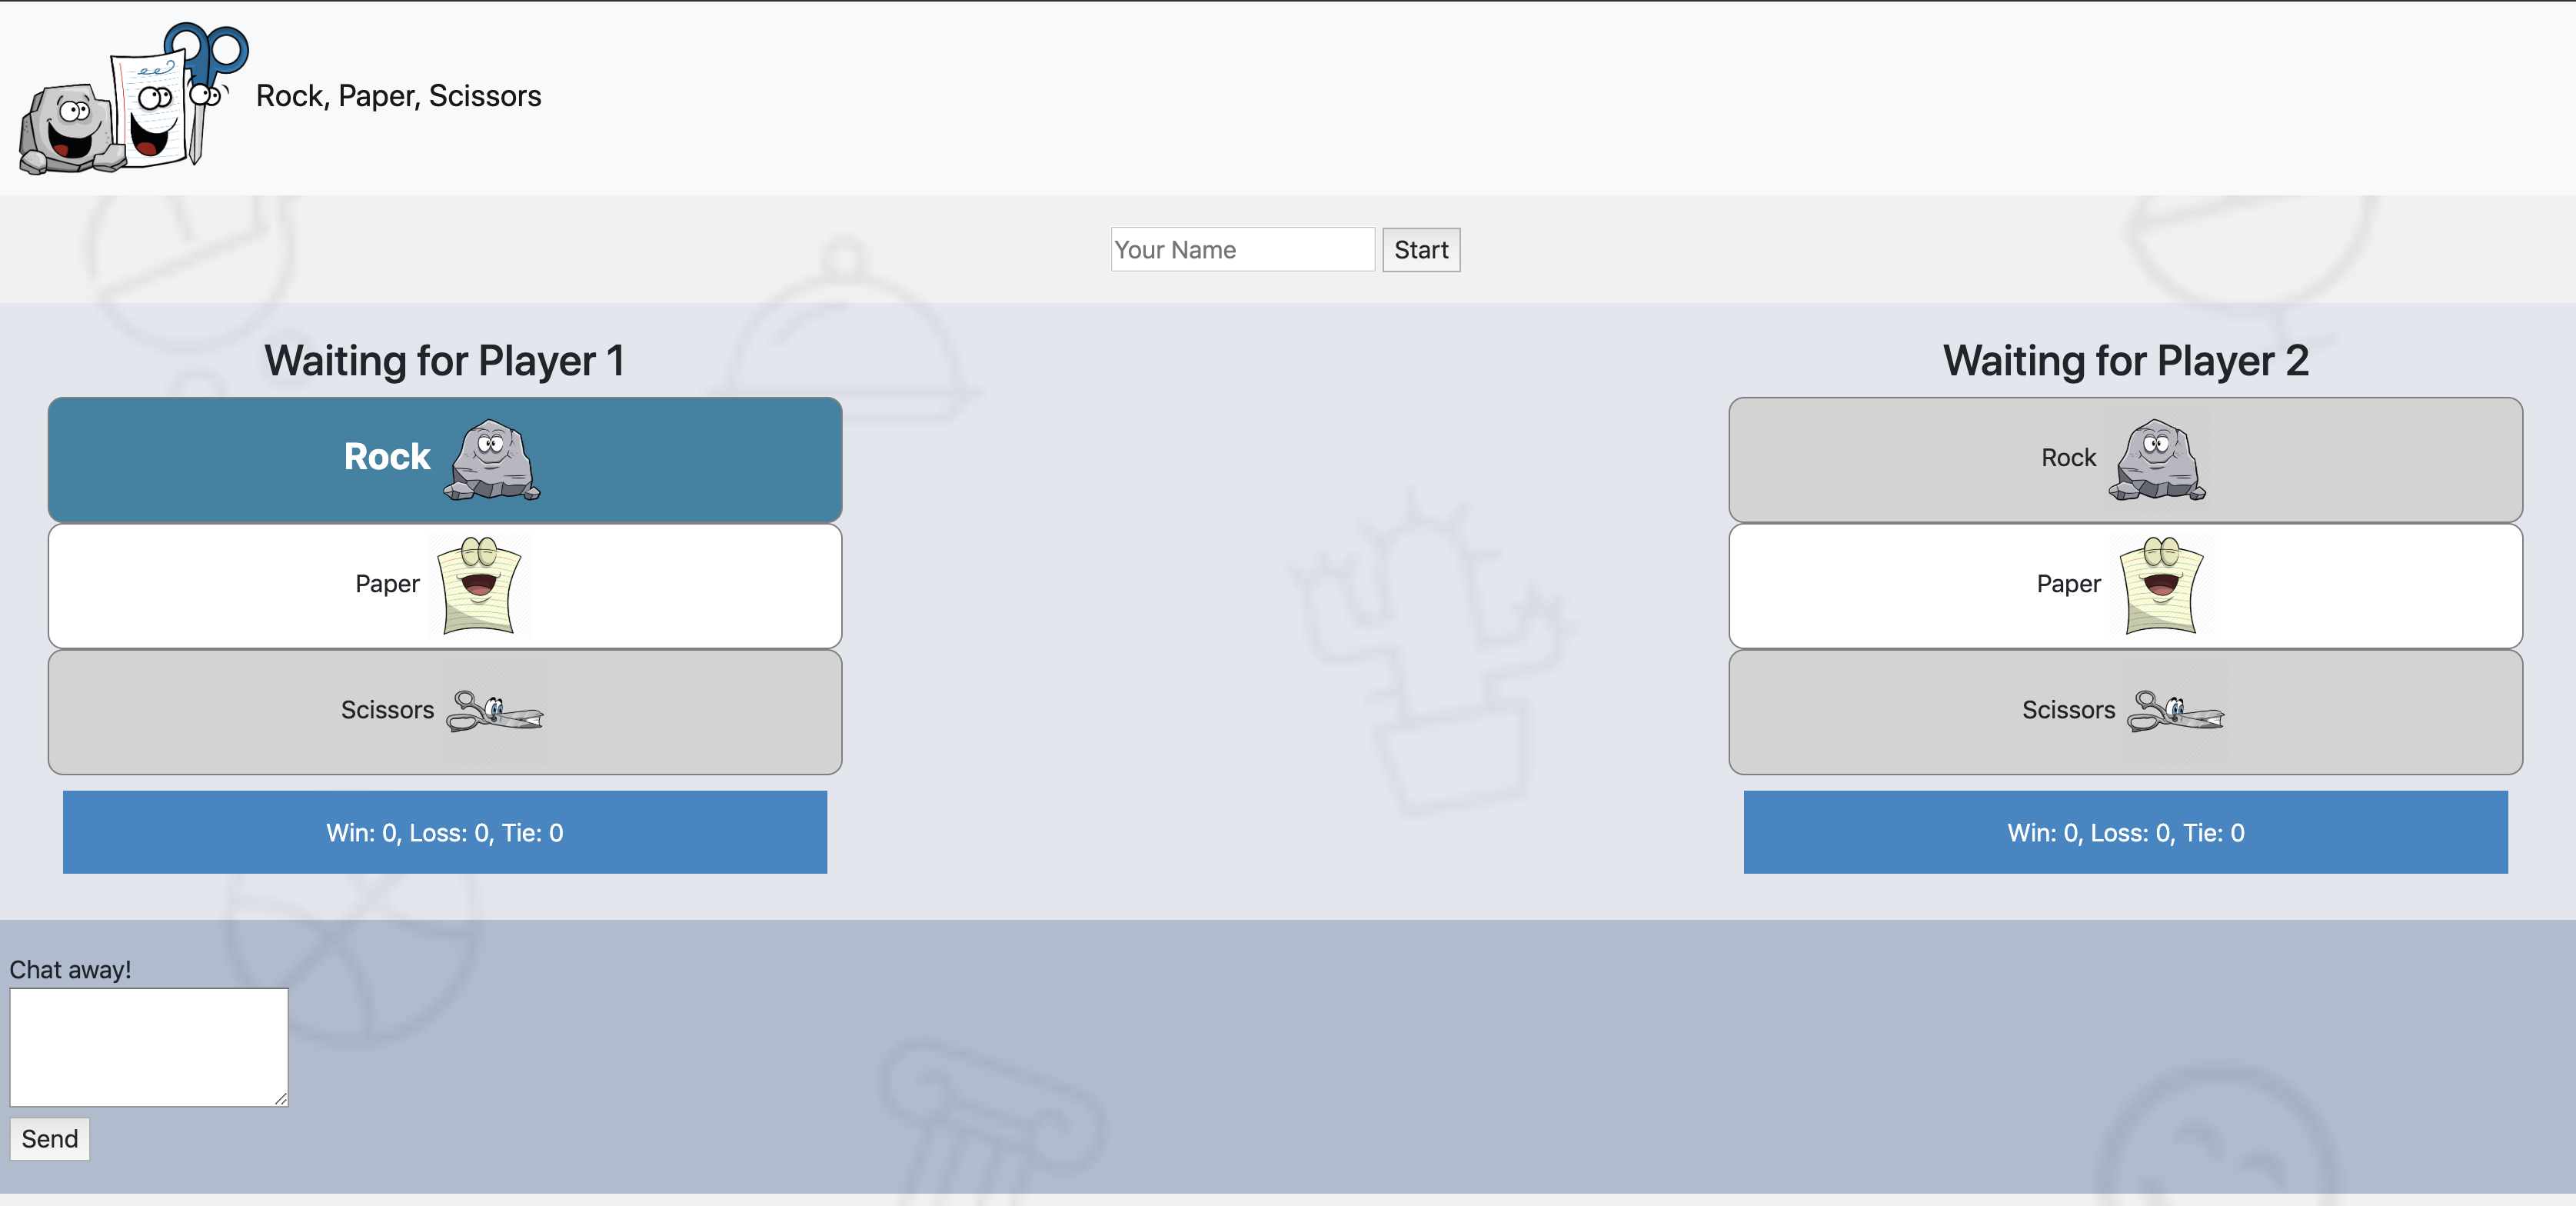 Rock, Paper, Scissors
Your Name
Start
Waiting for Player 1
Rock
Paper
Scissors
Win: 0, Loss: 0, Tie: 0
Waiting for Player 2
Rock
Paper
Scissors
Win: 0, Loss: 0, Tie: 0
Chat away!
Send